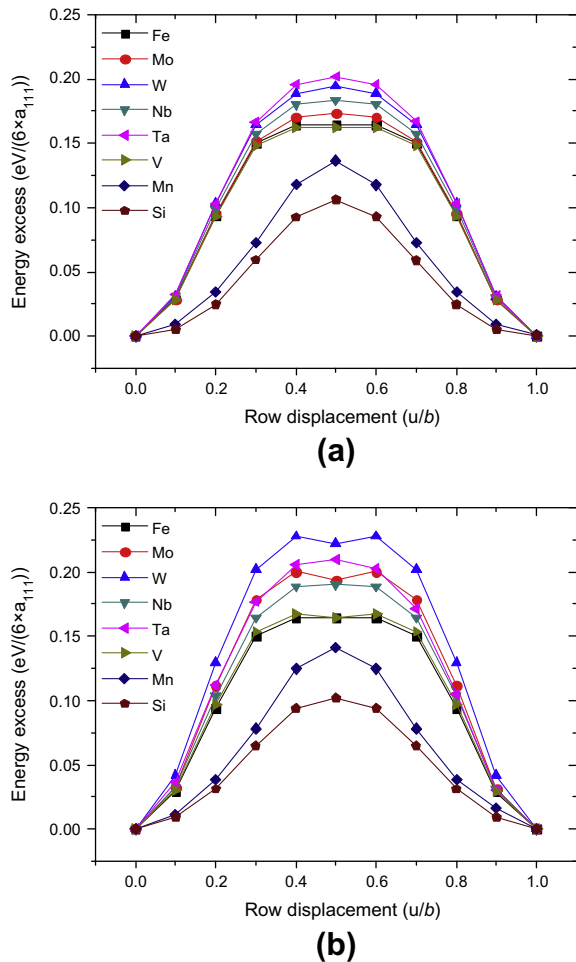 0.25
0.20
0.15
0.10
0.05
0.00
Energy excess (eV/(6×a111))
Fe
Mo
W
Nb
Ta
V
Mn
Si
0.0 0.2 0.4 0.6 0.8 1.0
Row displacement (u/b)
(a)
0.25
0.20
0.15
0.10
0.05
0.00
Energy excess (eV/(6×a111))
Fe
Mo
W
Nb
Ta
V
Mn
Si
0.0 0.2 0.4 0.6 0.8 1.0
Row displacement (u/b)
(b)